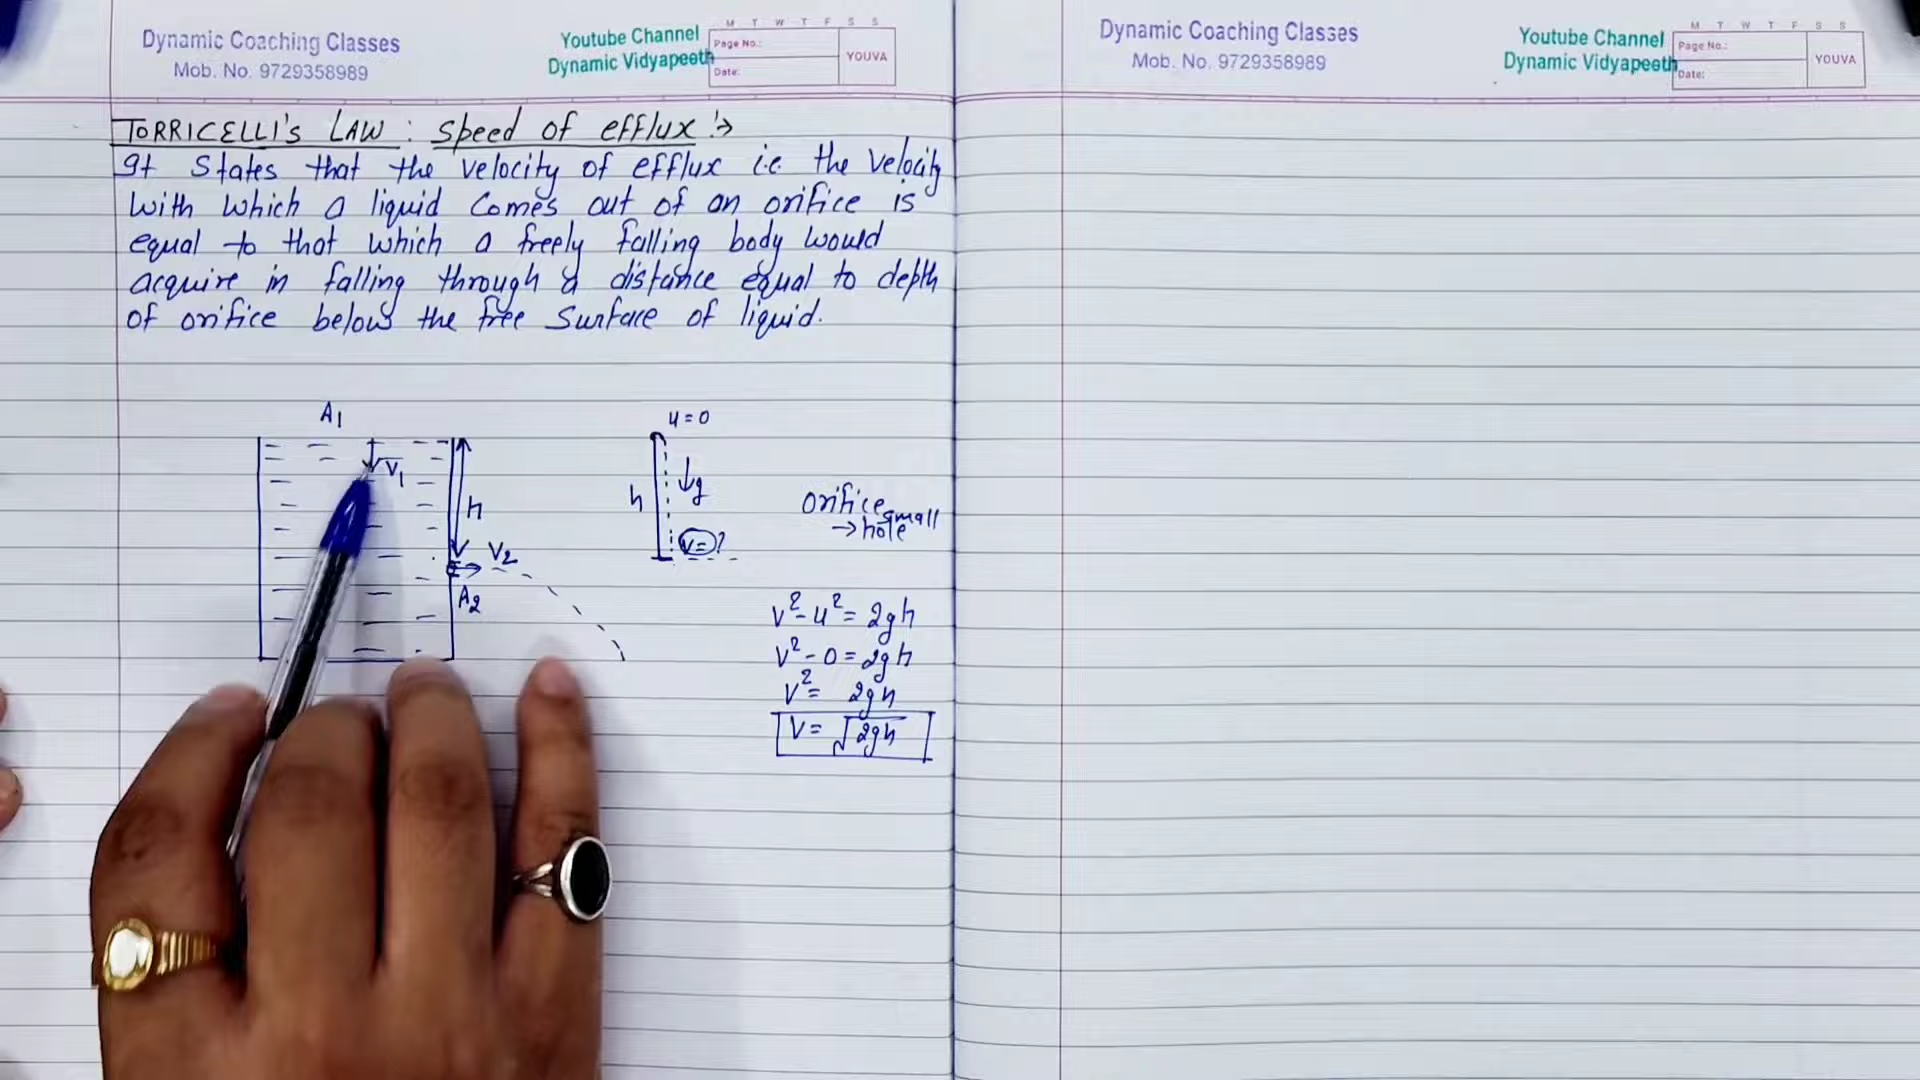 Dynamic Coaching Classes
Mob. No. 9729358989
Youtube Channel
Dynamic Vidyapeeth
M T W T F S S
Page No.:
Date:
YOUVA
TORRICELLI's LAW : Speed of efflux :→
It States that the velocity of efflux i.e the velocity
with which a liquid comes out of an orifice is
equal to that which a freely falling body would
acquire in falling through a distance equal to depth
of orifice below the free surface of liquid.
A1
V1
h
V2
A2
u=0
↓g
h
v=?
Orifice
→ small hole
v²-u²= 2gh
v²-0=2gh
v²= 2gh
v= √2gh
Dynamic Coaching Classes
Mob. No. 9729358989
Youtube Channel
Dynamic Vidyapeeth
M T W T F S S
Page No.:
Date:
YOUVA